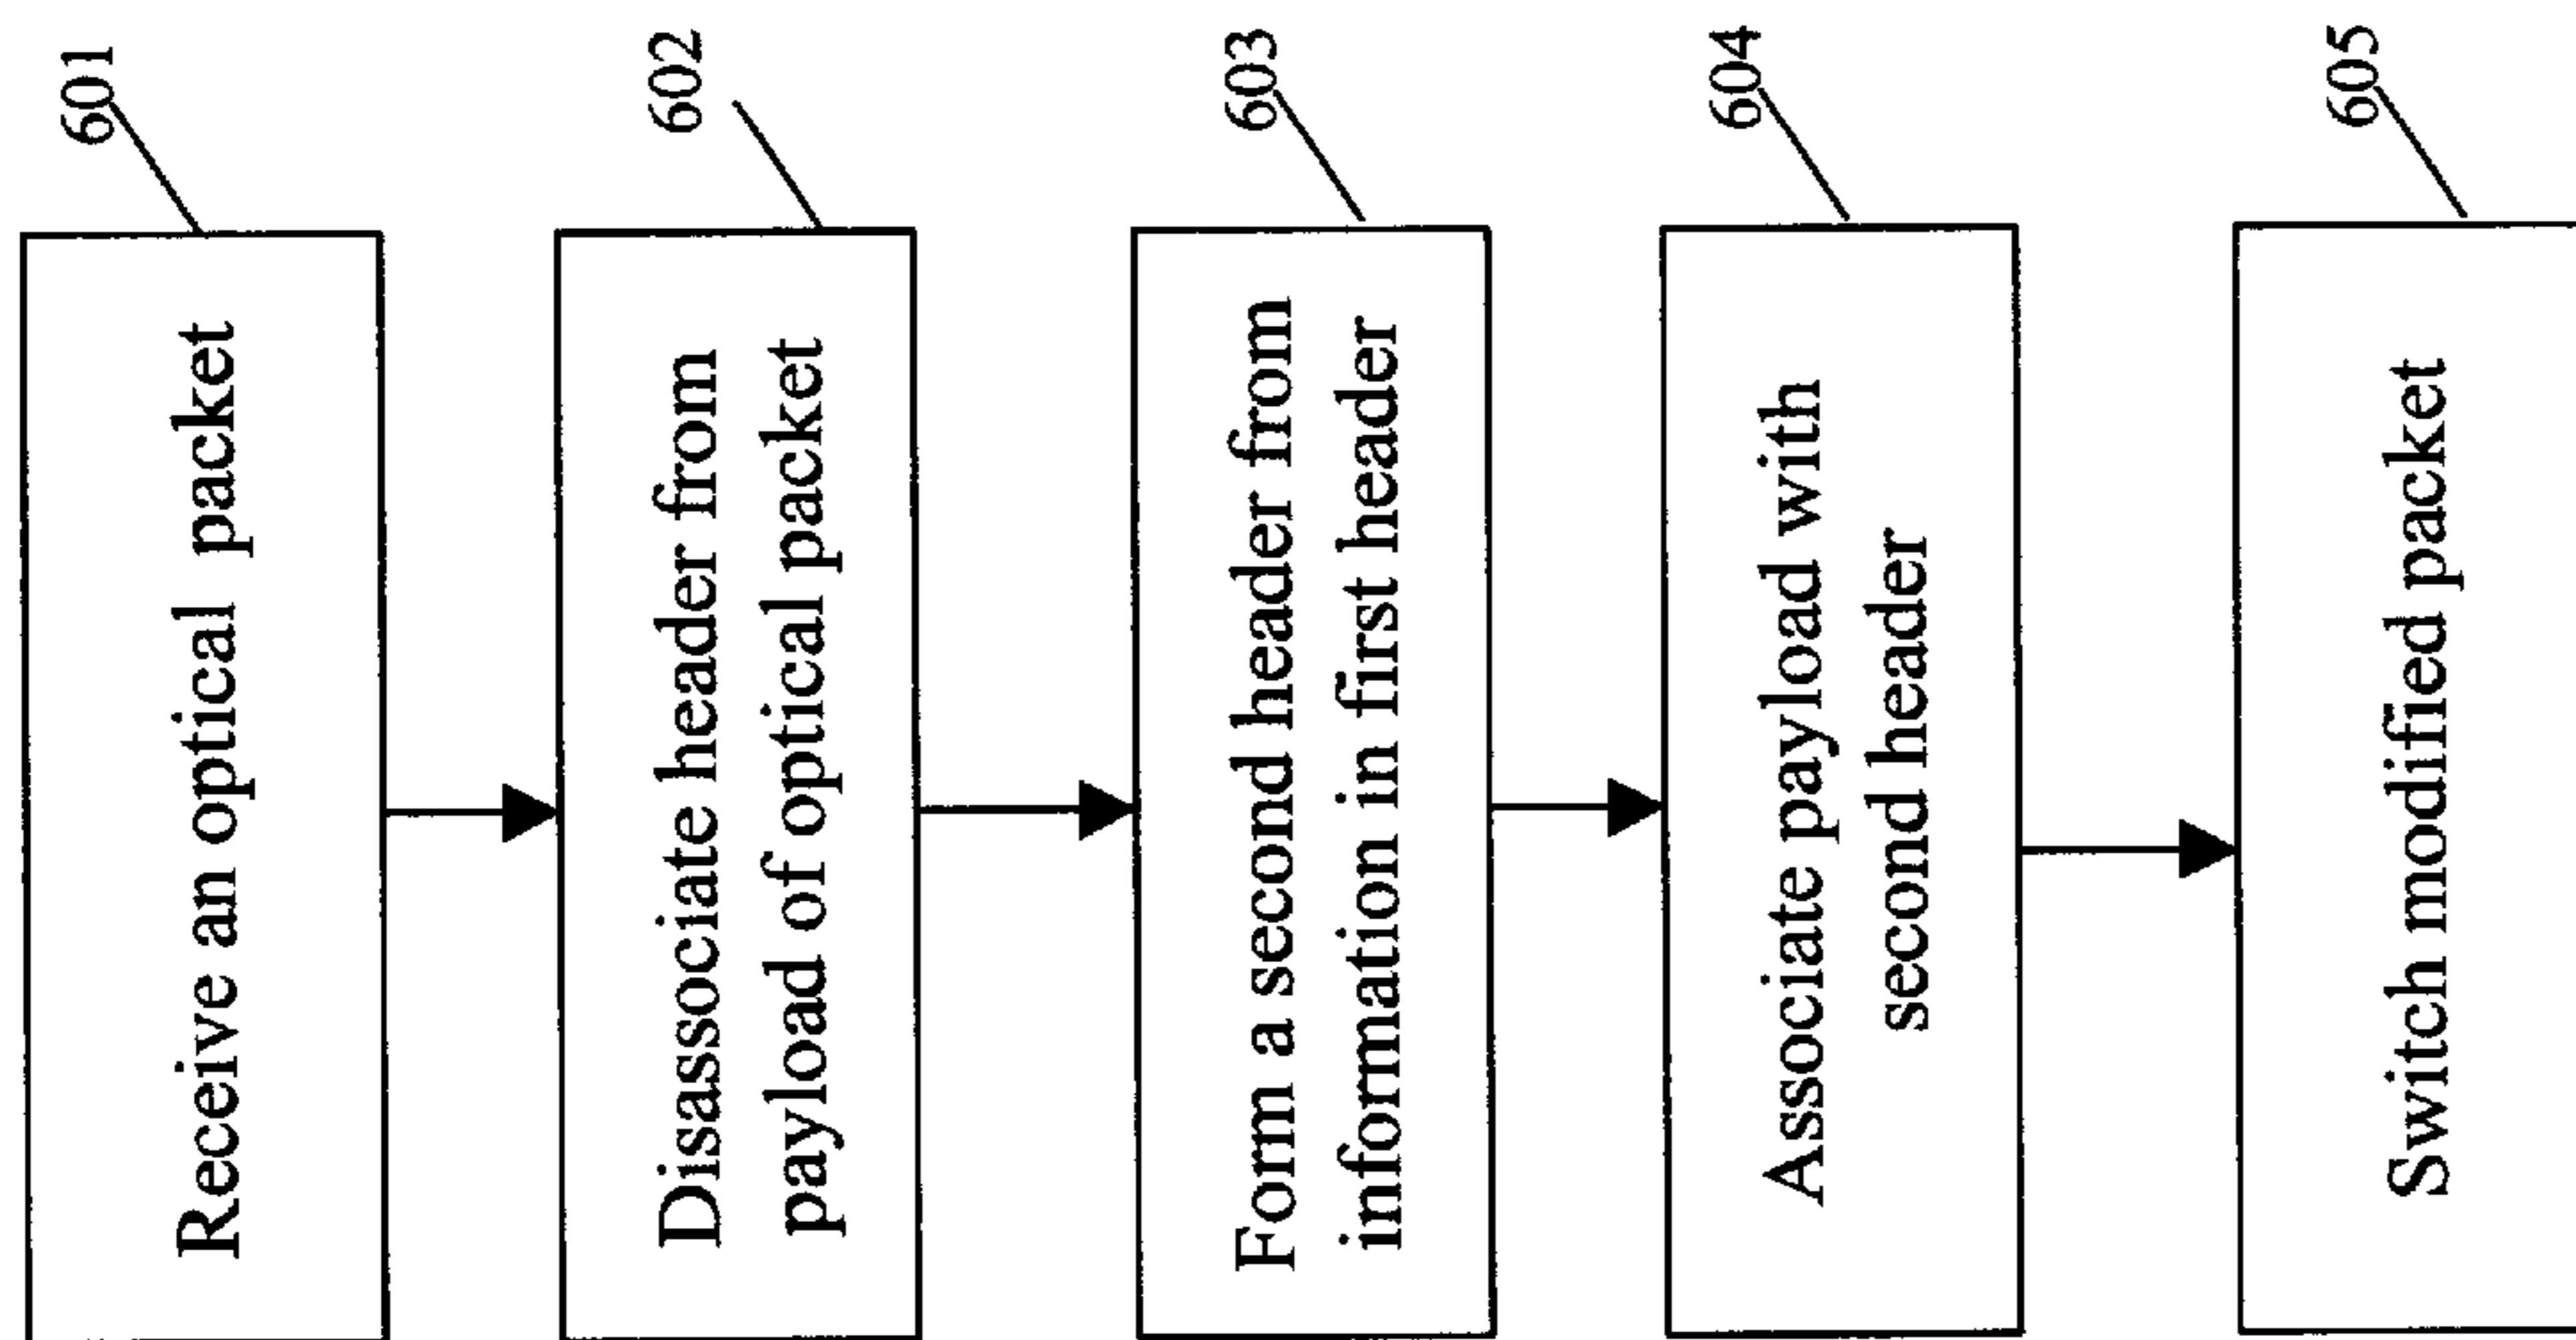 601
Receive an optical packet
602
Disassociate header from
payload of optical packet
603
Form a second header from
information in first header
604
Associate payload with
second header
605
Switch modified packet